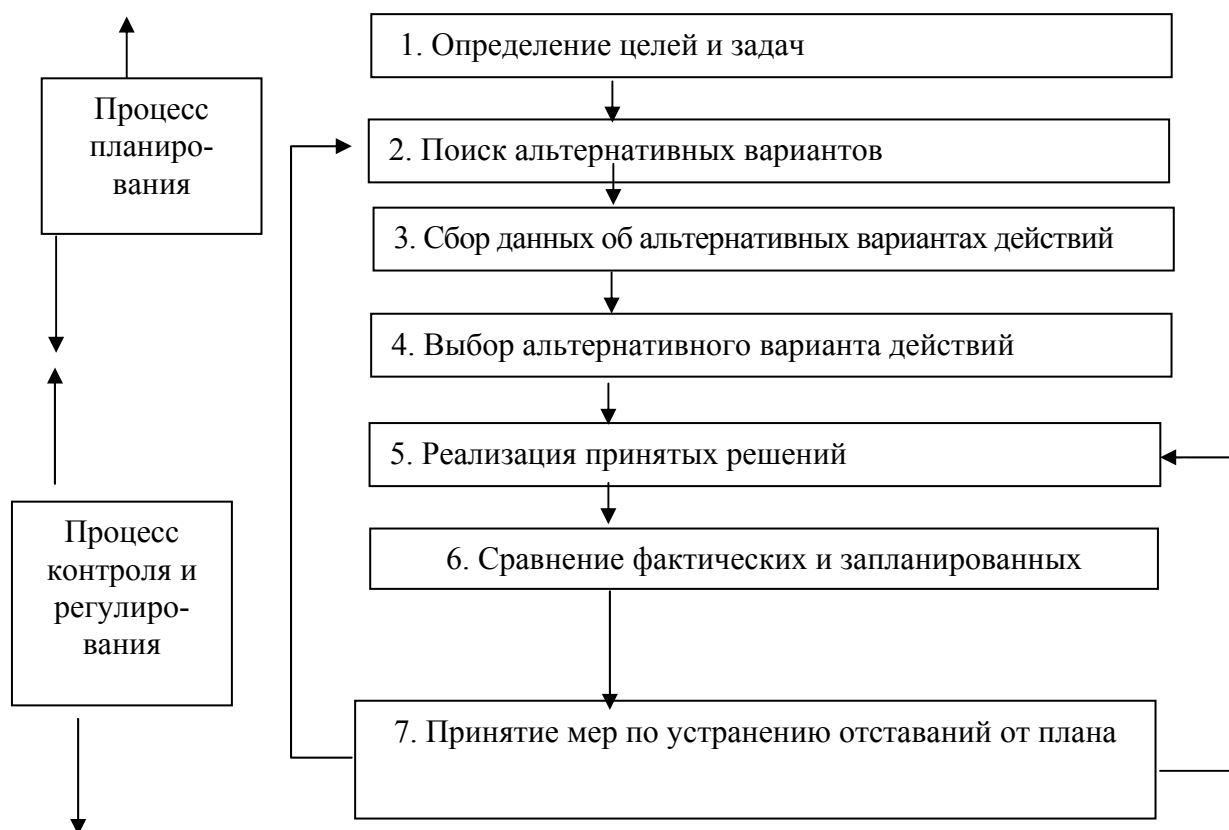 1. Определение целей и задач
Процесс
планиро-
вания
2. Поиск альтернативных вариантов
3. Сбор данных об альтернативных вариантах действий
4. Выбор альтернативного варианта действий
5. Реализация принятых решений
Процесс
контроля и
регулиро-
вания
6. Сравнение фактических и запланированных
7. Принятие мер по устранению отставаний от плана